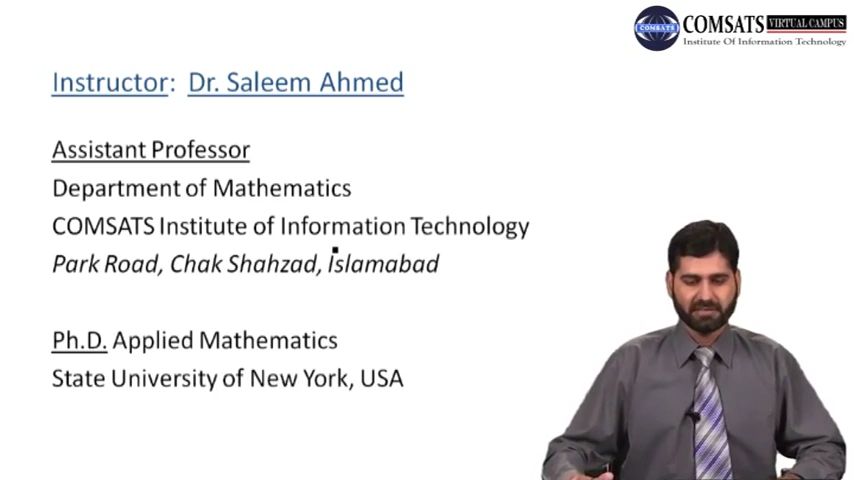 COMSATS VIRTUAL CAMPUS
Institute Of Information Technology
COMSATS
Instructor: Dr. Saleem Ahmed
Assistant Professor
Department of Mathematics
COMSATS Institute of Information Technology
Park Road, Chak Shahzad, Islamabad
Ph.D. Applied Mathematics
State University of New York, USA